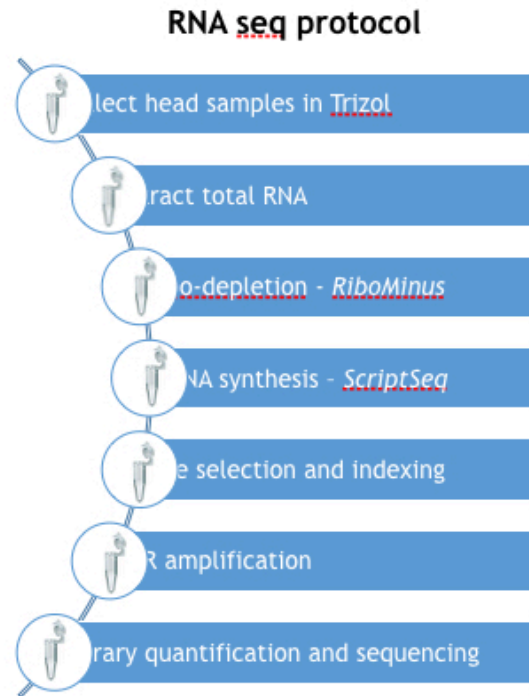 RNA seq protocol
lect head samples in Trizol
ract total RNA
o-depletion - RiboMinus
NA synthesis - ScriptSeq
e selection and indexing
R amplification
rary quantification and sequencing